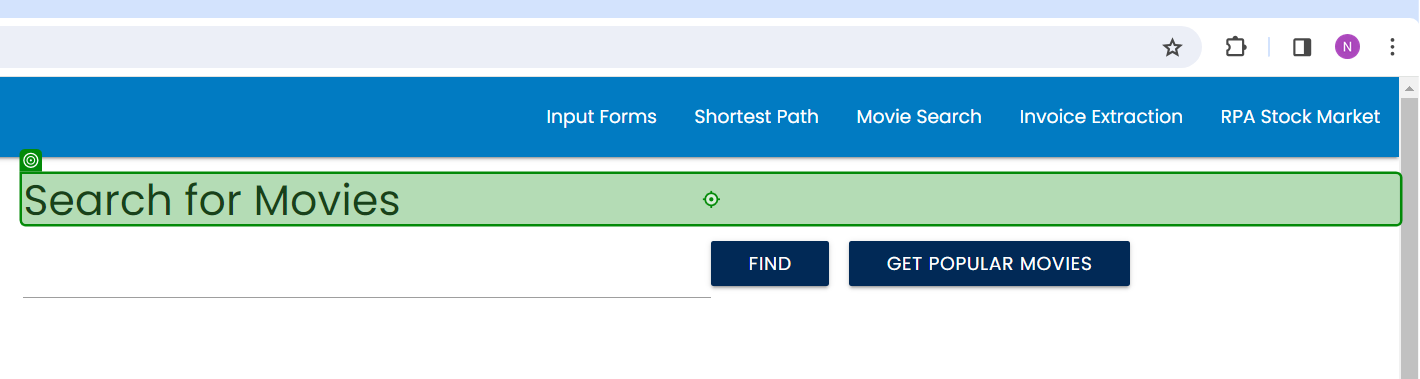 N
Input Forms Shortest Path Movie Search Invoice Extraction RPA Stock Market
Search for Movies
FIND GET POPULAR MOVIES